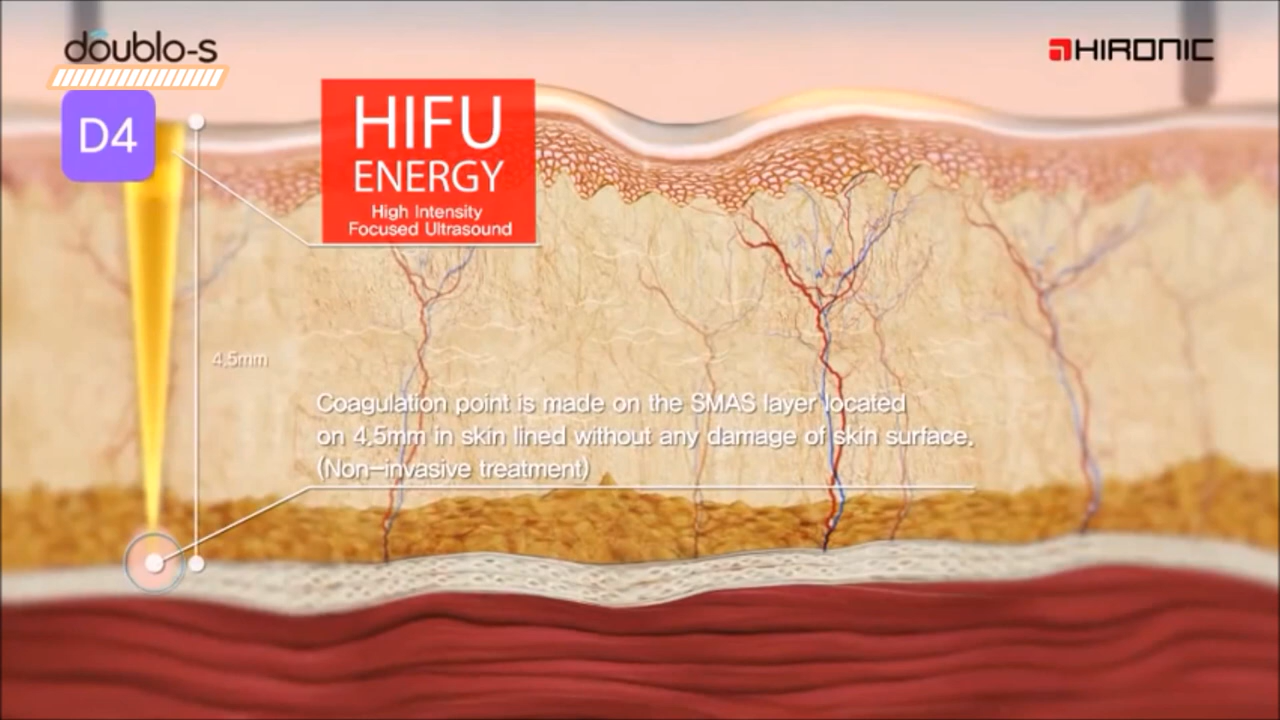 doublo-s
HIRONIC
D4
HIFU
ENERGY
High Intensity
Focused Ultrasound
4.5mm
Coagulation point is made on the SMAS layer located
on 4.5mm in skin lined without any damage of skin surface.
(Non-invasive treatment)